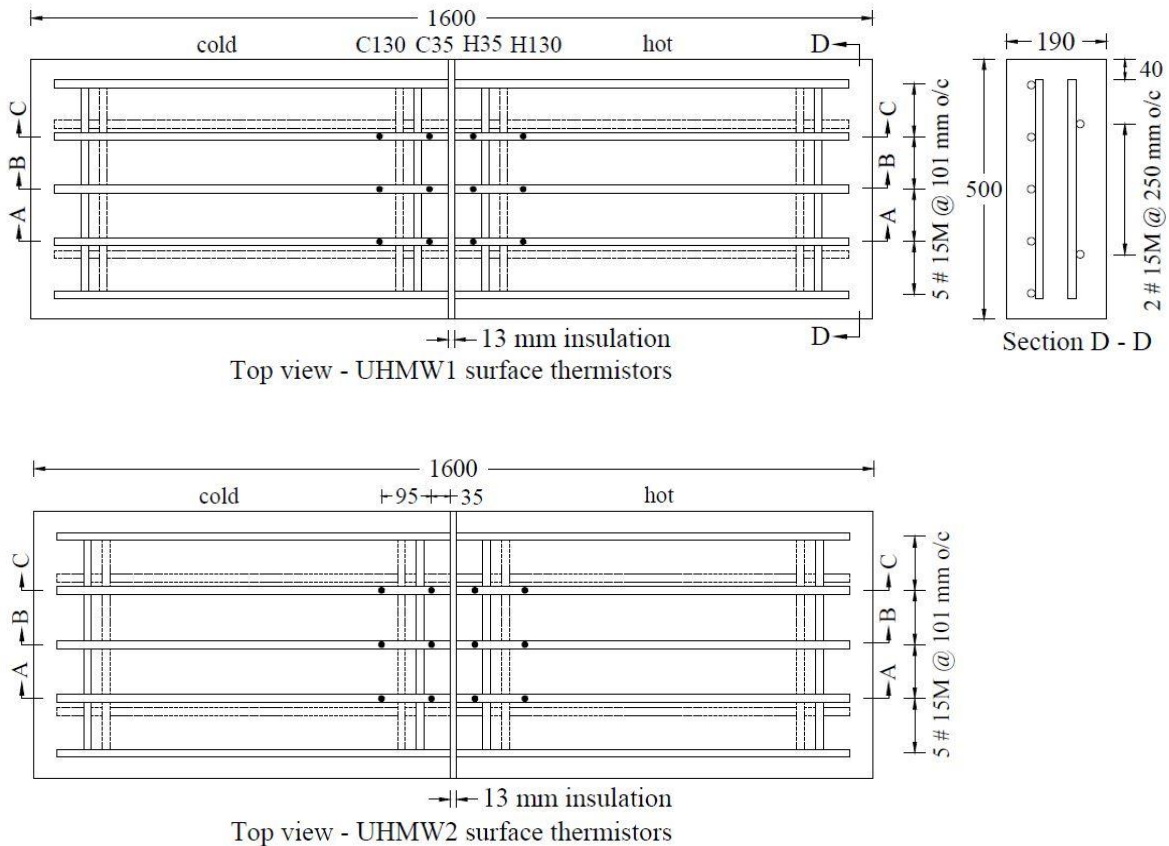 1600
190
cold
C130 C35 H35 H130
hot
D
40
C
C
B
B
A
A
5 # 15M @ 101 mm o/c
500
2 # 15M @ 250 mm o/c
D
13 mm insulation
Section D - D
Top view - UHMW1 surface thermistors
1600
cold
95
35
hot
C
C
B
B
A
A
5 # 15M @ 101 mm o/c
13 mm insulation
Top view - UHMW2 surface thermistors